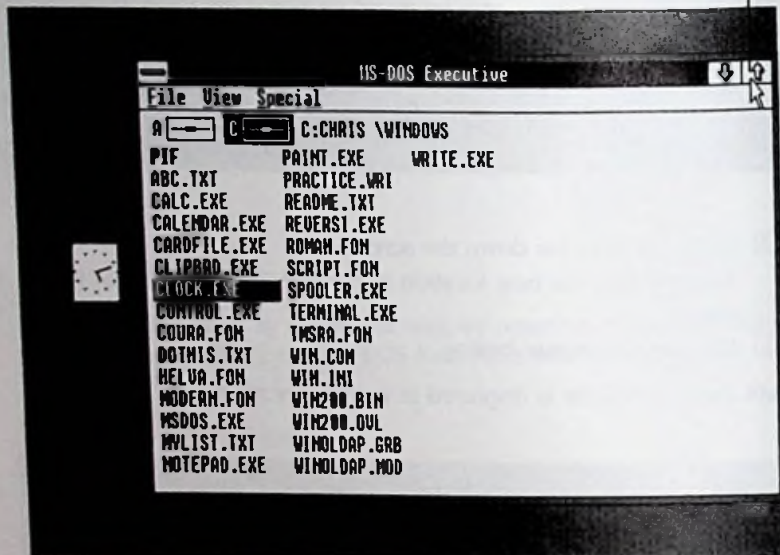 MS-DOS Executive
File View Special
A C C:CHRIS \WINDOWS
PIF PAINT.EXE WRITE.EXE
ABC.TXT PRACTICE.WRI
CALC.EXE README.TXT
CALENDAR.EXE REVERSI.EXE
CARDFILE.EXE ROMAN.FON
CLIPBRD.EXE SCRIPT.FON
CLOCK.EXE SPOOLER.EXE
CONTROL.EXE TERMINAL.EXE
COURA.FON TMSRA.FON
DOTHIS.TXT WIN.COM
HELVA.FON WIN.INI
MODERN.FON WIN200.BIN
MSDOS.EXE WIN200.OVL
MYLIST.TXT WINOLDAP.GRB
NOTEPAD.EXE WINOLDAP.MOD